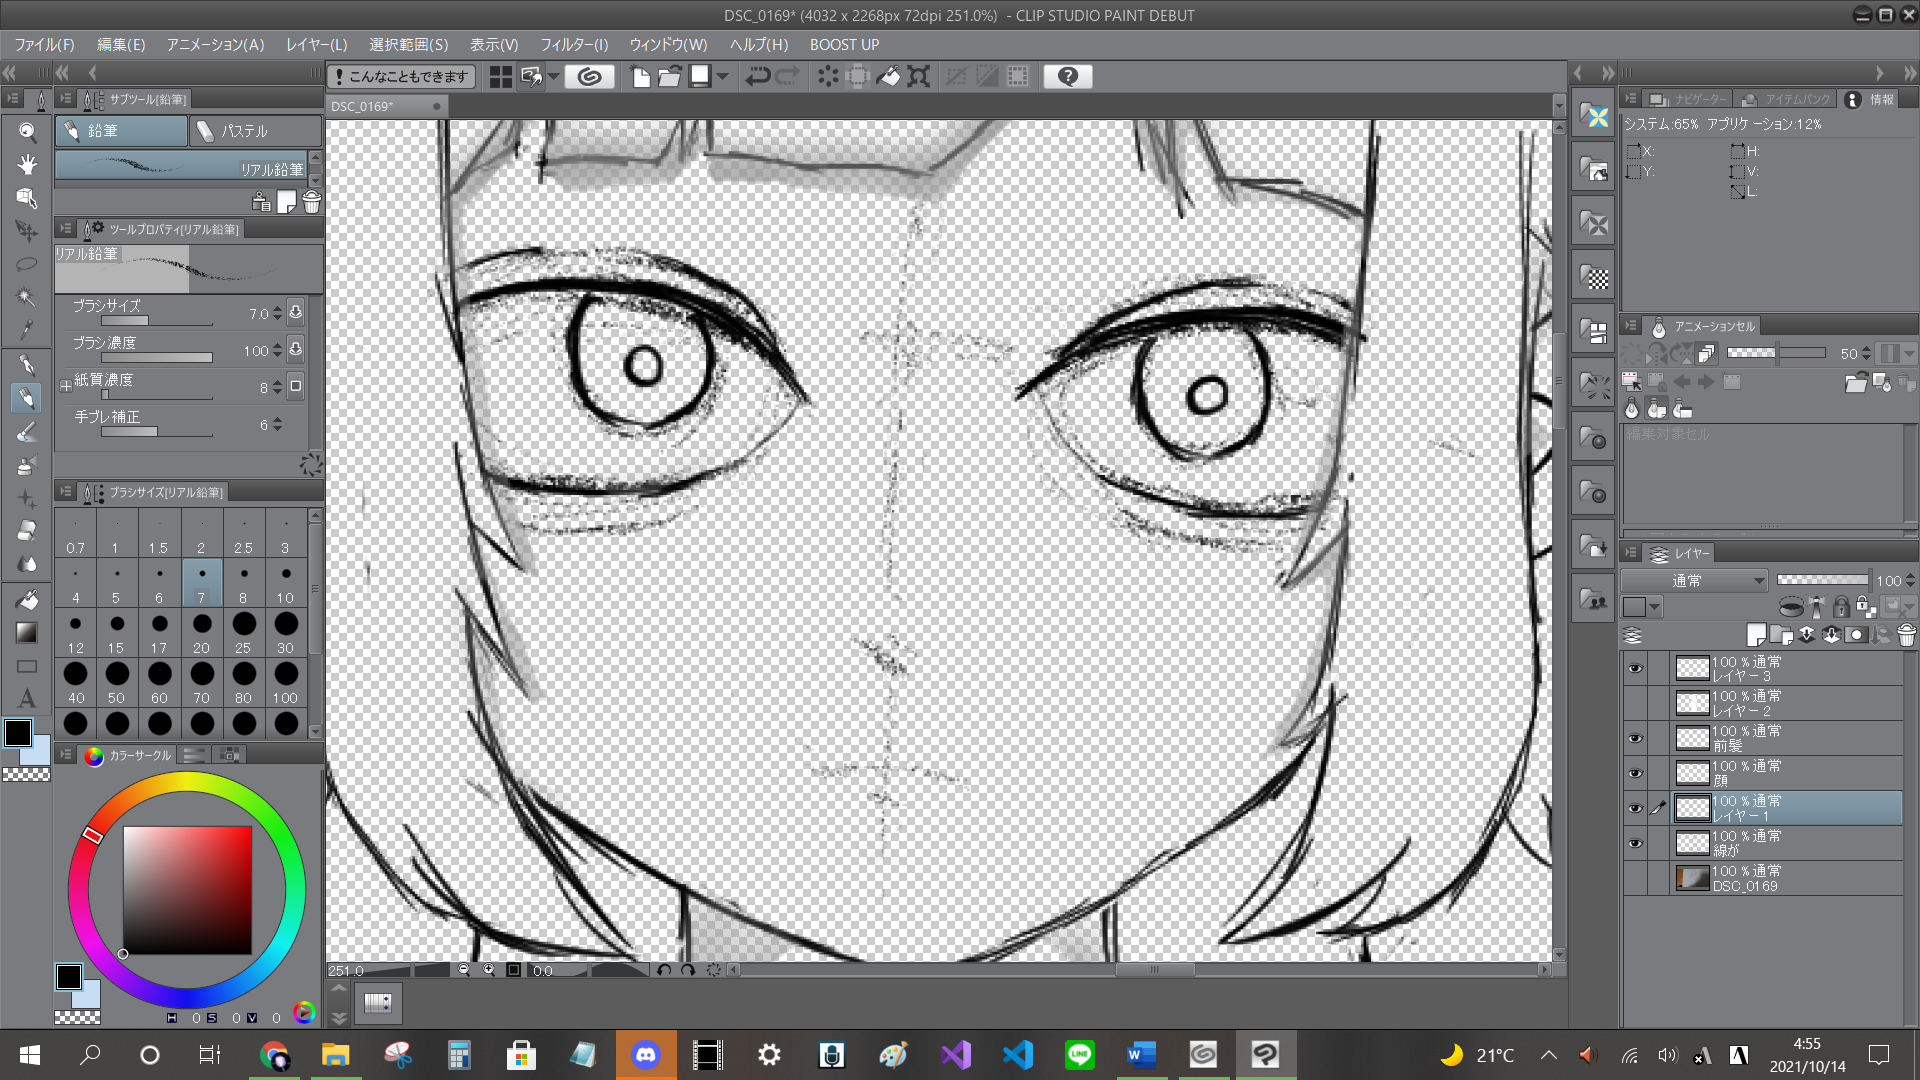 DSC_0169* (4032 x 2268px 72dpi 251.0%)  - CLIP STUDIO PAINT DEBUT
ファイル(F) 編集(E) アニメーション(A) レイヤー(L) 選択範囲(S) 表示(V) フィルター(I) ウィンドウ(W) ヘルプ(H) BOOST UP
! こんなこともできます
サブツール[鉛筆]
DSC_0169*
鉛筆 パステル
リアル鉛筆
ツールプロパティ[リアル鉛筆]
リアル鉛筆
ブラシサイズ 7.0
ブラシ濃度 100
紙質濃度 8
手ブレ補正 6
ブラシサイズ[リアル鉛筆]
0.7 1 1.5 2 2.5 3
4 5 6 7 8 10
12 15 17 20 25 30
40 50 60 70 80 100
カラーサークル
H 0 S 0 V 0
251.0
0.0
ナビゲーター アイテムバンク 情報
システム:65% アプリケーション:12%
X: H:
Y: V:
L:
アニメーションセル
50
編集対象セル
レイヤー
通常 100
100 % 通常
レイヤー 3
100 % 通常
レイヤー 2
100 % 通常
前髪
100 % 通常
顔
100 % 通常
レイヤー 1
100 % 通常
線が
100 % 通常
DSC_0169
LINE
21°C
4:55
2021/10/14